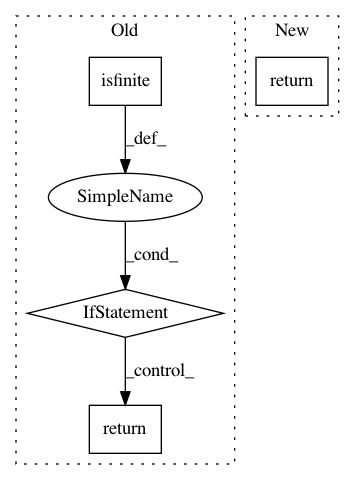 Old
New
isfinite
return
_def_
SimpleName
_cond_
IfStatement
_control_
return